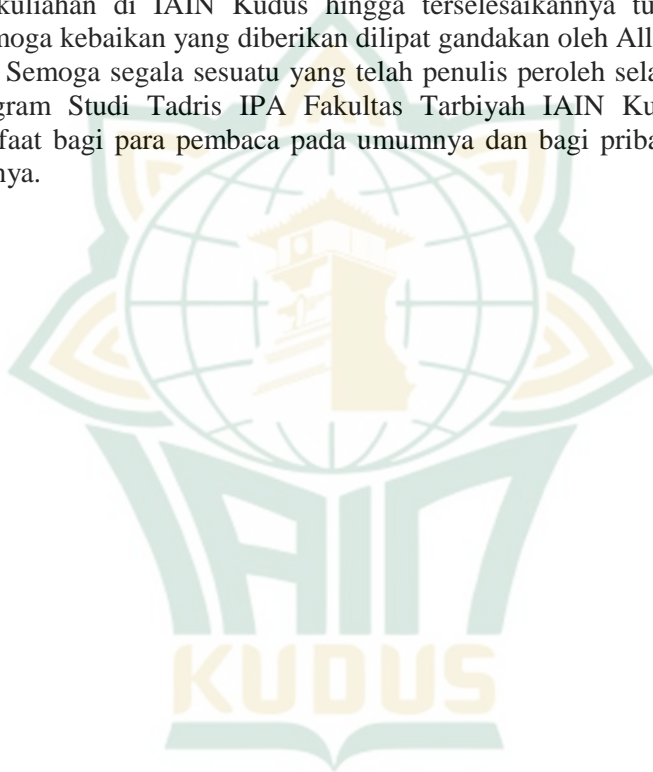 kuliahan di IAIN Kudus hingga terselesaikannya tu
moga kebaikan yang diberikan dilipat gandakan oleh All
Semoga segala sesuatu yang telah penulis peroleh sela
gram Studi Tadris IPA Fakultas Tarbiyah IAIN Ku
faat bagi para pembaca pada umumnya dan bagi priba
nya.
IAIN
KUDUS